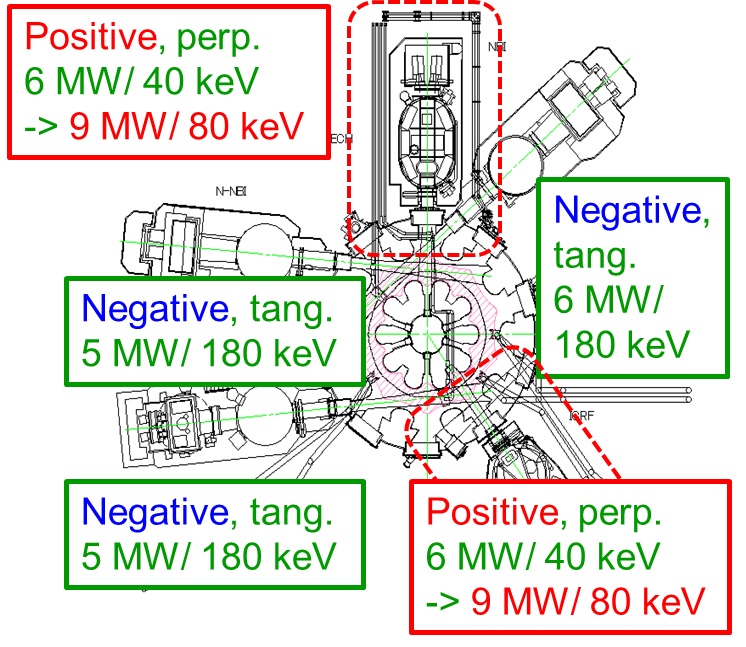 Positive, perp.
6 MW/ 40 keV
-> 9 MW/ 80 keV
NBI
ECH
N-NBI
Negative,
tang.
6 MW/
180 keV
Negative, tang.
5 MW/ 180 keV
ICRF
Negative, tang.
5 MW/ 180 keV
Positive, perp.
6 MW/ 40 keV
-> 9 MW/ 80 keV